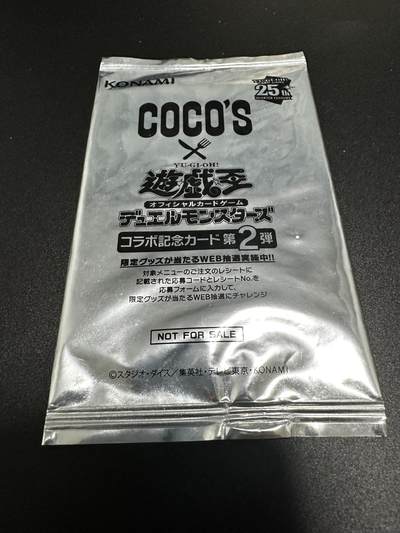 KONAMI
YU-GI-OH!
25th
COCO'S
YU-GI-OH!
遊戯王
オフィシャルカードゲーム
デュエルモンスターズ
コラボ記念カード 第2弾
限定グッズが当たるWEB抽選実施中!!
対象メニューのご注文のレシートに
記載された応募コードとレシートNo.を
応募フォームに入力して、
限定グッズが当たるWEB抽選にチャレンジ
NOT FOR SALE
©スタジオ・ダイス/集英社・テレビ東京・KONAMI